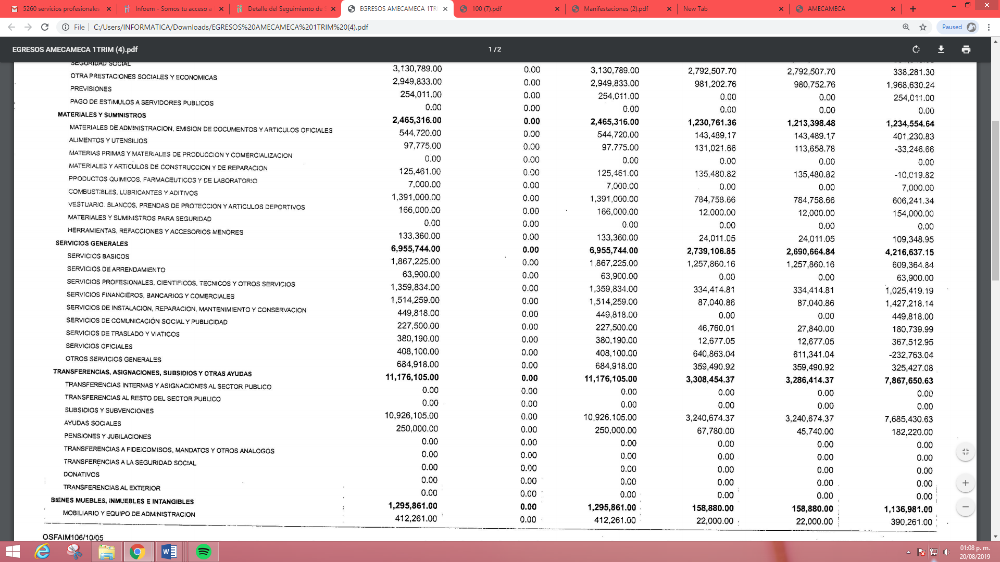 5260 servicios profesionales
Infoem - Somos tu acceso a
Detalle del Seguimiento de
EGRESOS AMECAMECA 1TRI
100 (7).pdf
Manifestaciones (2).pdf
New Tab
AMECAMECA
File | C:/Users/INFORMATICA/Downloads/EGRESOS%20AMECAMECA%201TRIM%20(4).pdf
Paused
EGRESOS AMECAMECA 1TRIM (4).pdf
1 / 2
SEGURIDAD SOCIAL 3,130,789.00 0.00 3,130,789.00 2,792,507.70 2,792,507.70 338,281.30
OTRA PRESTACIONES SOCIALES Y ECONOMICAS 2,949,833.00 0.00 2,949,833.00 981,202.76 980,752.76 1,968,630.24
PREVISIONES 254,011.00 0.00 254,011.00 0.00 0.00 254,011.00
PAGO DE ESTIMULOS A SERVIDORES PUBLICOS 0.00 0.00 0.00 0.00 0.00 0.00
MATERIALES Y SUMINISTROS 2,465,316.00 0.00 2,465,316.00 1,230,761.36 1,213,398.48 1,234,554.64
MATERIALES DE ADMINISTRACION, EMISION DE DOCUMENTOS Y ARTICULOS OFICIALES 544,720.00 0.00 544,720.00 143,489.17 143,489.17 401,230.83
ALIMENTOS Y UTENSILIOS 97,775.00 0.00 97,775.00 131,021.66 113,658.78 -33,246.66
MATERIAS PRIMAS Y MATERIALES DE PRODUCCION Y COMERCIALIZACION 0.00 0.00 0.00 0.00 0.00 0.00
MATERIALES Y ARTICULOS DE CONSTRUCCION Y DE REPARACION 125,461.00 0.00 125,461.00 135,480.82 135,480.82 -10,019.82
PRODUCTOS QUIMICOS, FARMACEUTICOS Y DE LABORATORIO 7,000.00 0.00 7,000.00 0.00 0.00 7,000.00
COMBUSTIBLES, LUBRICANTES Y ADITIVOS 1,391,000.00 0.00 1,391,000.00 784,758.66 784,758.66 606,241.34
VESTUARIO, BLANCOS, PRENDAS DE PROTECCION Y ARTICULOS DEPORTIVOS 166,000.00 0.00 166,000.00 12,000.00 12,000.00 154,000.00
MATERIALES Y SUMINISTROS PARA SEGURIDAD 0.00 0.00 0.00 0.00 0.00 0.00
HERRAMIENTAS, REFACCIONES Y ACCESORIOS MENORES 133,360.00 0.00 133,360.00 24,011.05 24,011.05 109,348.95
SERVICIOS GENERALES 6,955,744.00 0.00 6,955,744.00 2,739,106.85 2,690,664.84 4,216,637.15
SERVICIOS BASICOS 1,867,225.00 0.00 1,867,225.00 1,257,860.16 1,257,860.16 609,364.84
SERVICIOS DE ARRENDAMIENTO 63,900.00 0.00 63,900.00 0.00 0.00 63,900.00
SERVICIOS PROFESIONALES, CIENTIFICOS, TECNICOS Y OTROS SERVICIOS 1,359,834.00 0.00 1,359,834.00 334,414.81 334,414.81 1,025,419.19
SERVICIOS FINANCIEROS, BANCARIOS Y COMERCIALES 1,514,259.00 0.00 1,514,259.00 87,040.86 87,040.86 1,427,218.14
SERVICIOS DE INSTALACION, REPARACION, MANTENIMIENTO Y CONSERVACION 449,818.00 0.00 449,818.00 0.00 0.00 449,818.00
SERVICIOS DE COMUNICACIÓN SOCIAL Y PUBLICIDAD 227,500.00 0.00 227,500.00 46,760.01 27,840.00 180,739.99
SERVICIOS DE TRASLADO Y VIATICOS 380,190.00 0.00 380,190.00 12,677.05 12,677.05 367,512.95
SERVICIOS OFICIALES 408,100.00 0.00 408,100.00 640,863.04 611,341.04 -232,763.04
OTROS SERVICIOS GENERALES 684,918.00 0.00 684,918.00 359,490.92 359,490.92 325,427.08
TRANSFERENCIAS, ASIGNACIONES, SUBSIDIOS Y OTRAS AYUDAS 11,176,105.00 0.00 11,176,105.00 3,308,454.37 3,286,414.37 7,867,650.63
TRANSFERENCIAS INTERNAS Y ASIGNACIONES AL SECTOR PUBLICO 0.00 0.00 0.00 0.00 0.00 0.00
TRANSFERENCIAS AL RESTO DEL SECTOR PUBLICO 0.00 0.00 0.00 0.00 0.00 0.00
SUBSIDIOS Y SUBVENCIONES 10,926,105.00 0.00 10,926,105.00 3,240,674.37 3,240,674.37 7,685,430.63
AYUDAS SOCIALES 250,000.00 0.00 250,000.00 67,780.00 45,740.00 182,220.00
PENSIONES Y JUBILACIONES 0.00 0.00 0.00 0.00 0.00 0.00
TRANSFERENCIAS A FIDEICOMISOS, MANDATOS Y OTROS ANALOGOS 0.00 0.00 0.00 0.00 0.00 0.00
TRANSFERENCIAS A LA SEGURIDAD SOCIAL 0.00 0.00 0.00 0.00 0.00 0.00
DONATIVOS 0.00 0.00 0.00 0.00 0.00 0.00
TRANSFERENCIAS AL EXTERIOR 0.00 0.00 0.00 0.00 0.00 0.00
BIENES MUEBLES, INMUEBLES E INTANGIBLES 1,295,861.00 0.00 1,295,861.00 158,880.00 158,880.00 1,136,981.00
MOBILIARIO Y EQUIPO DE ADMINISTRACION 412,261.00 0.00 412,261.00 22,000.00 22,000.00 390,261.00
OSFAIM106/10/05
01:08 p. m.
20/08/2019